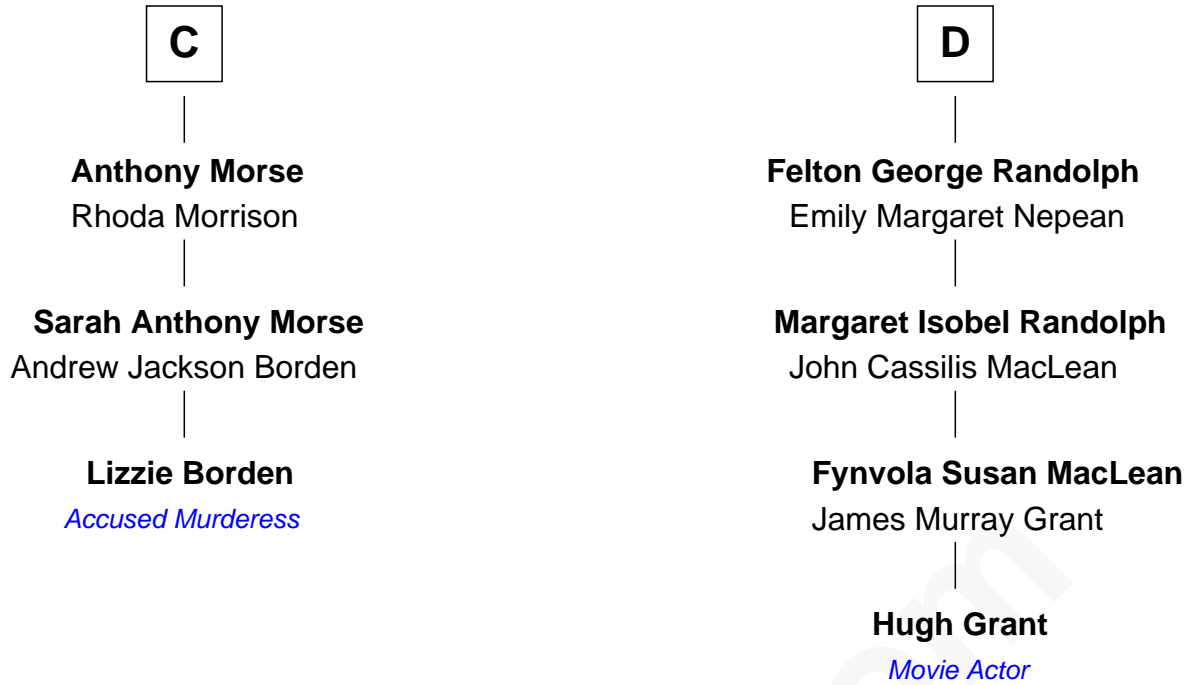 C
Anthony Morse
Rhoda Morrison
Sarah Anthony Morse
Andrew Jackson Borden
Lizzie Borden
Accused Murderess
D
Felton George Randolph
Emily Margaret Nepean
Margaret Isobel Randolph
John Cassilis MacLean
Fynvola Susan MacLean
James Murray Grant
Hugh Grant
Movie Actor